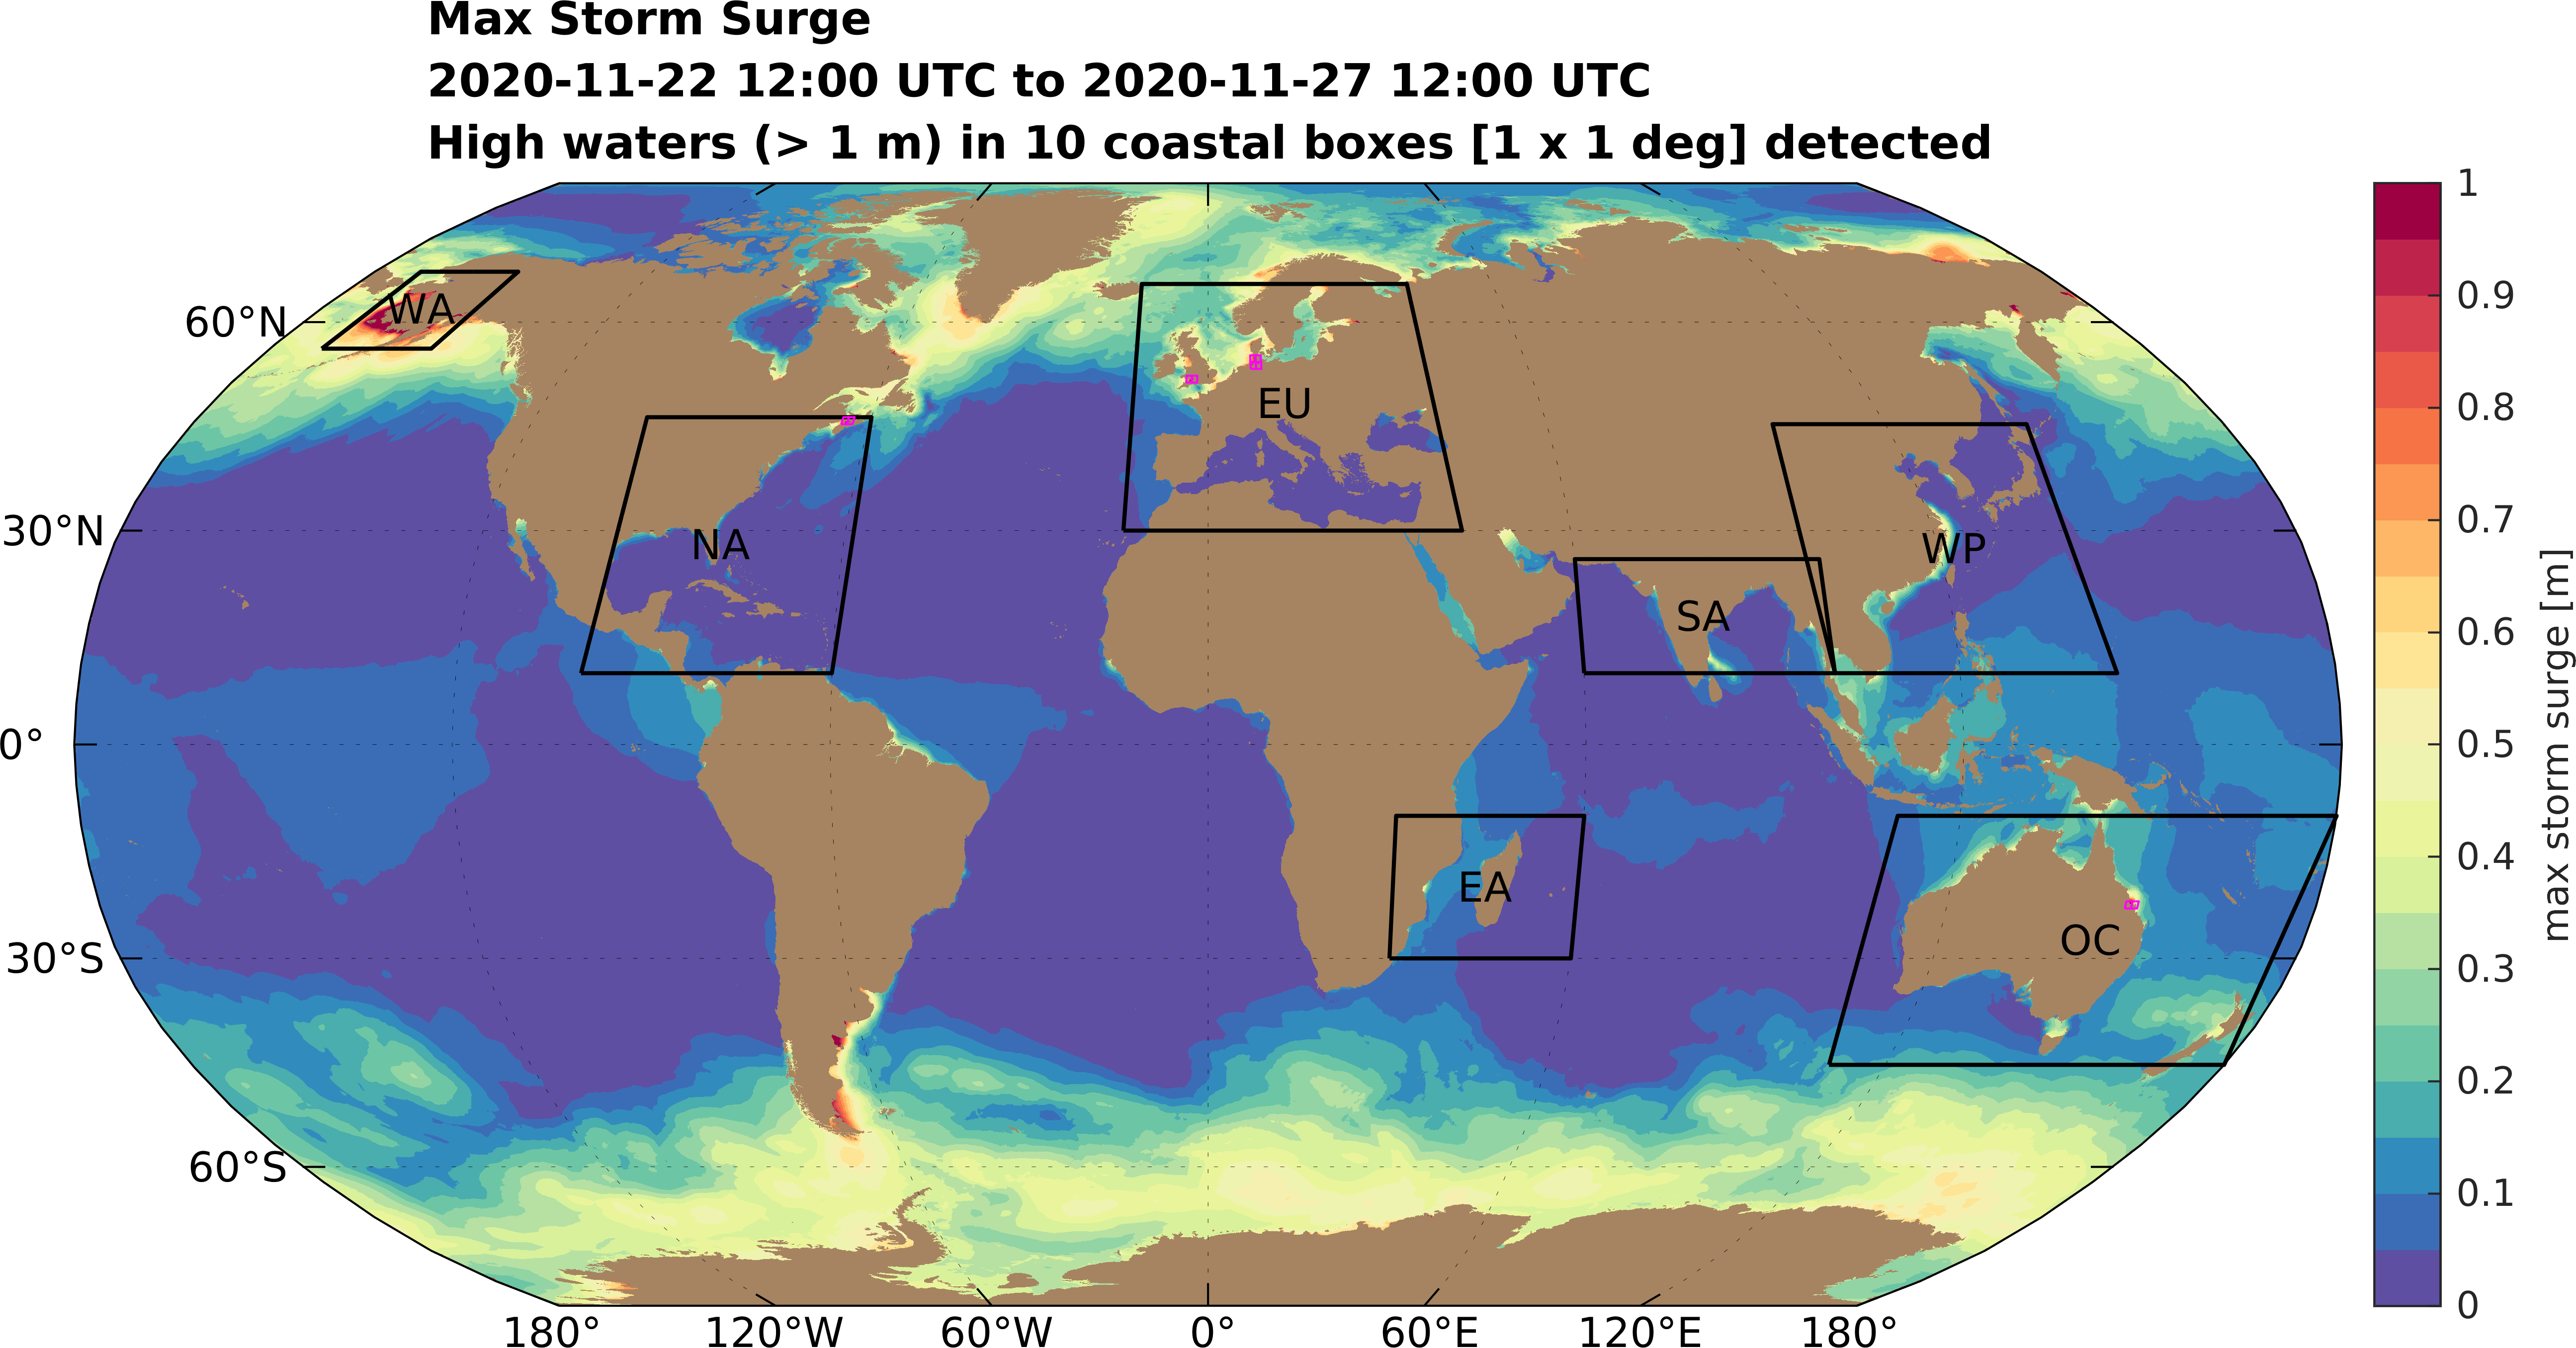 Max Storm Surge
2020-11-22 12:00 UTC to 2020-11-27 12:00 UTC
High waters (> 1 m) in 10 coastal boxes [1 x 1 deg] detected
60°N
30°N
0°
30°S
60°S
180°
120°W
60°W
0°
60°E
120°E
180°
WA
NA
EU
SA
WP
EA
OC
1
0.9
0.8
0.7
0.6
0.5
0.4
0.3
0.2
0.1
0
max storm surge [m]